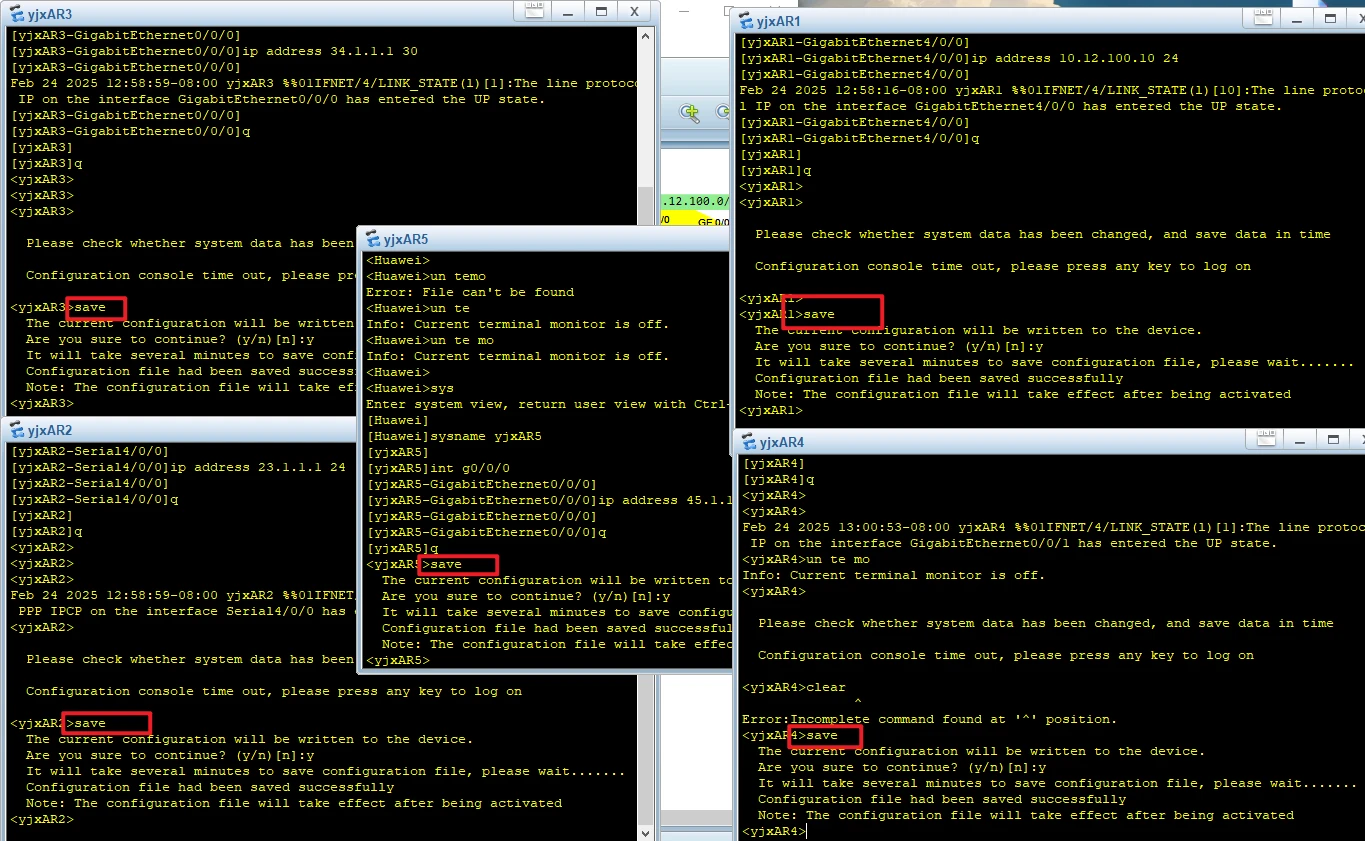 yjxAR3
[yjxAR3-GigabitEthernet0/0/0]
[yjxAR3-GigabitEthernet0/0/0]ip address 34.1.1.1 30
[yjxAR3-GigabitEthernet0/0/0]
Feb 24 2025 12:58:59-08:00 yjxAR3 %%01IFNET/4/LINK_STATE(l)[1]:The line protoco
IP on the interface GigabitEthernet0/0/0 has entered the UP state.
[yjxAR3-GigabitEthernet0/0/0]
[yjxAR3-GigabitEthernet0/0/0]q
[yjxAR3]
[yjxAR3]q
<yjxAR3>
<yjxAR3>
<yjxAR3>
Please check whether system data has been
Configuration console time out, please pre
<yjxAR3>save
The current configuration will be written
Are you sure to continue? (y/n)[n]:y
It will take several minutes to save conf
Configuration file had been saved success
Note: The configuration file will take ef
<yjxAR3>
.12.100.0/
/0
GE 0/0
yjxAR1
[yjxAR1-GigabitEthernet4/0/0]
[yjxAR1-GigabitEthernet4/0/0]ip address 10.12.100.10 24
[yjxAR1-GigabitEthernet4/0/0]
Feb 24 2025 12:58:16-08:00 yjxAR1 %%01IFNET/4/LINK_STATE(l)[10]:The line protoco
l IP on the interface GigabitEthernet4/0/0 has entered the UP state.
[yjxAR1-GigabitEthernet4/0/0]
[yjxAR1-GigabitEthernet4/0/0]q
[yjxAR1]
[yjxAR1]q
<yjxAR1>
<yjxAR1>
Please check whether system data has been changed, and save data in time
Configuration console time out, please press any key to log on
<yjxAR1>
<yjxAR1>save
The current configuration will be written to the device.
Are you sure to continue? (y/n)[n]:y
It will take several minutes to save configuration file, please wait.......
Configuration file had been saved successfully
Note: The configuration file will take effect after being activated
<yjxAR1>
yjxAR5
<Huawei>
<Huawei>un temo
Error: File can't be found
<Huawei>un te
Info: Current terminal monitor is off.
<Huawei>un te mo
Info: Current terminal monitor is off.
<Huawei>
<Huawei>sys
Enter system view, return user view with Ctrl-
[Huawei]
[Huawei]sysname yjxAR5
[yjxAR5]
[yjxAR5]int g0/0/0
[yjxAR5-GigabitEthernet0/0/0]
[yjxAR5-GigabitEthernet0/0/0]ip address 45.1.1
[yjxAR5-GigabitEthernet0/0/0]
[yjxAR5-GigabitEthernet0/0/0]q
[yjxAR5]q
<yjxAR5>save
The current configuration will be written to
Are you sure to continue? (y/n)[n]:y
It will take several minutes to save configu
Configuration file had been saved successful
Note: The configuration file will take effec
<yjxAR5>
yjxAR2
[yjxAR2-Serial4/0/0]
[yjxAR2-Serial4/0/0]ip address 23.1.1.1 24
[yjxAR2-Serial4/0/0]
[yjxAR2-Serial4/0/0]q
[yjxAR2]
[yjxAR2]q
<yjxAR2>
<yjxAR2>
<yjxAR2>
Feb 24 2025 12:58:59-08:00 yjxAR2 %%01IFNET
PPP IPCP on the interface Serial4/0/0 has
<yjxAR2>
Please check whether system data has been
Configuration console time out, please press any key to log on
<yjxAR2>save
The current configuration will be written to the device.
Are you sure to continue? (y/n)[n]:y
It will take several minutes to save configuration file, please wait.......
Configuration file had been saved successfully
Note: The configuration file will take effect after being activated
<yjxAR2>
yjxAR4
[yjxAR4]
[yjxAR4]q
<yjxAR4>
<yjxAR4>
Feb 24 2025 13:00:53-08:00 yjxAR4 %%01IFNET/4/LINK_STATE(l)[1]:The line protoc
IP on the interface GigabitEthernet0/0/1 has entered the UP state.
<yjxAR4>un te mo
Info: Current terminal monitor is off.
<yjxAR4>
Please check whether system data has been changed, and save data in time
Configuration console time out, please press any key to log on
<yjxAR4>clear
^
Error:Incomplete command found at '^' position.
<yjxAR4>save
The current configuration will be written to the device.
Are you sure to continue? (y/n)[n]:y
It will take several minutes to save configuration file, please wait.......
Configuration file had been saved successfully
Note: The configuration file will take effect after being activated
<yjxAR4>